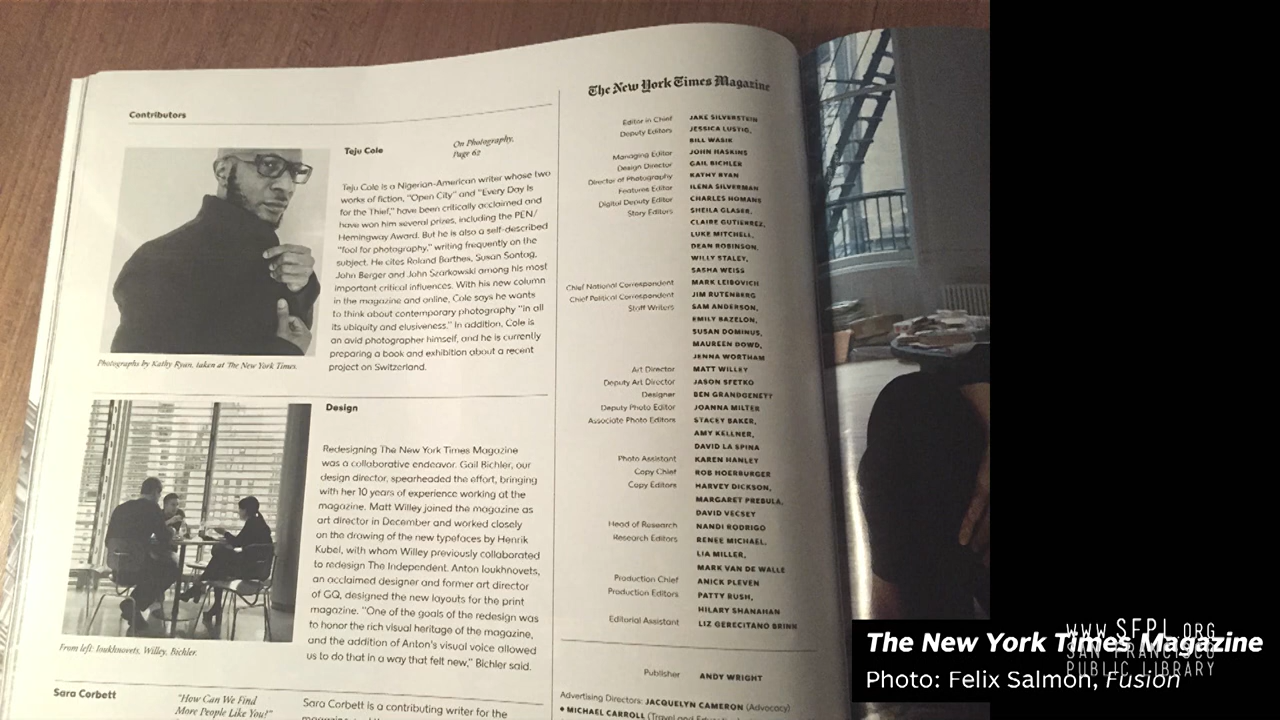 Contributors
Teju Cole
On Photography,
Page 62
Teju Cole is a Nigerian-American writer whose two
works of fiction, "Open City" and "Every Day Is
for the Thief," have been critically acclaimed and
have won him several prizes, including the PEN/
Hemingway Award. But he is also a self-described
"fool for photography," writing frequently on the
subject. He cites Roland Barthes, Susan Sontag,
John Berger and John Szarkowski among his most
important critical influences. With his new column
in the magazine and online, Cole says he wants
to think about contemporary photography "in all
its ubiquity and elusiveness." In addition, Cole is
an avid photographer himself, and he is currently
preparing a book and exhibition about a recent
project on Switzerland.
Photographs by Kathy Ryan, taken at The New York Times.
Design
Redesigning The New York Times Magazine
was a collaborative endeavor. Gail Bichler, our
design director, spearheaded the effort, bringing
with her 10 years of experience working at the
magazine. Matt Willey joined the magazine as
art director in December and worked closely
on the drawing of the new typefaces by Henrik
Kubel, with whom Willey previously collaborated
to redesign The Independent. Anton Ioukhnovets,
an acclaimed designer and former art director
of GQ, designed the new layouts for the print
magazine. "One of the goals of the redesign was
to honor the rich visual heritage of the magazine,
and the addition of Anton's visual voice allowed
us to do that in a way that felt new," Bichler said.
From left: Ioukhnovets, Willey, Bichler.
Sara Corbett
"How Can We Find
More People Like You?"
Sara Corbett is a contributing writer for the
The New York Times Magazine
Editor in Chief JAKE SILVERSTEIN
Deputy Editors JESSICA LUSTIG,
BILL WASIK
Managing Editor JOHN HASKINS
Design Director GAIL BICHLER
Director of Photography KATHY RYAN
Features Editor ILENA SILVERMAN
Digital Deputy Editor CHARLES HOMANS
Story Editors SHEILA GLASER,
CLAIRE GUTIERREZ,
LUKE MITCHELL,
DEAN ROBINSON,
WILLY STALEY,
SASHA WEISS
Chief National Correspondent MARK LEIBOVICH
Chief Political Correspondent JIM RUTENBERG
Staff Writers SAM ANDERSON,
EMILY BAZELON,
SUSAN DOMINUS,
MAUREEN DOWD,
JENNA WORTHAM
Art Director MATT WILLEY
Deputy Art Director JASON SFETKO
Designer BEN GRANDGENETT
Deputy Photo Editor JOANNA MILTER
Associate Photo Editors STACEY BAKER,
AMY KELLNER,
DAVID LA SPINA
Photo Assistant KAREN HANLEY
Copy Chief ROB HOERBURGER
Copy Editors HARVEY DICKSON,
MARGARET PREBULA,
DAVID VECSEY
Head of Research NANDI RODRIGO
Research Editors RENEE MICHAEL,
LIA MILLER,
MARK VAN DE WALLE
Production Chief ANICK PLEVEN
Production Editors PATTY RUSH,
HILARY SHANAHAN
Editorial Assistant LIZ GERECITANO BRINN
Publisher ANDY WRIGHT
Advertising Directors: JACQUELYN CAMERON (Advocacy)
• MICHAEL CARROLL (Travel and
The New York Times Magazine
Photo: Felix Salmon, Fusion
WWW.SFPL.ORG
SAN FRANCISCO
PUBLIC LIBRARY